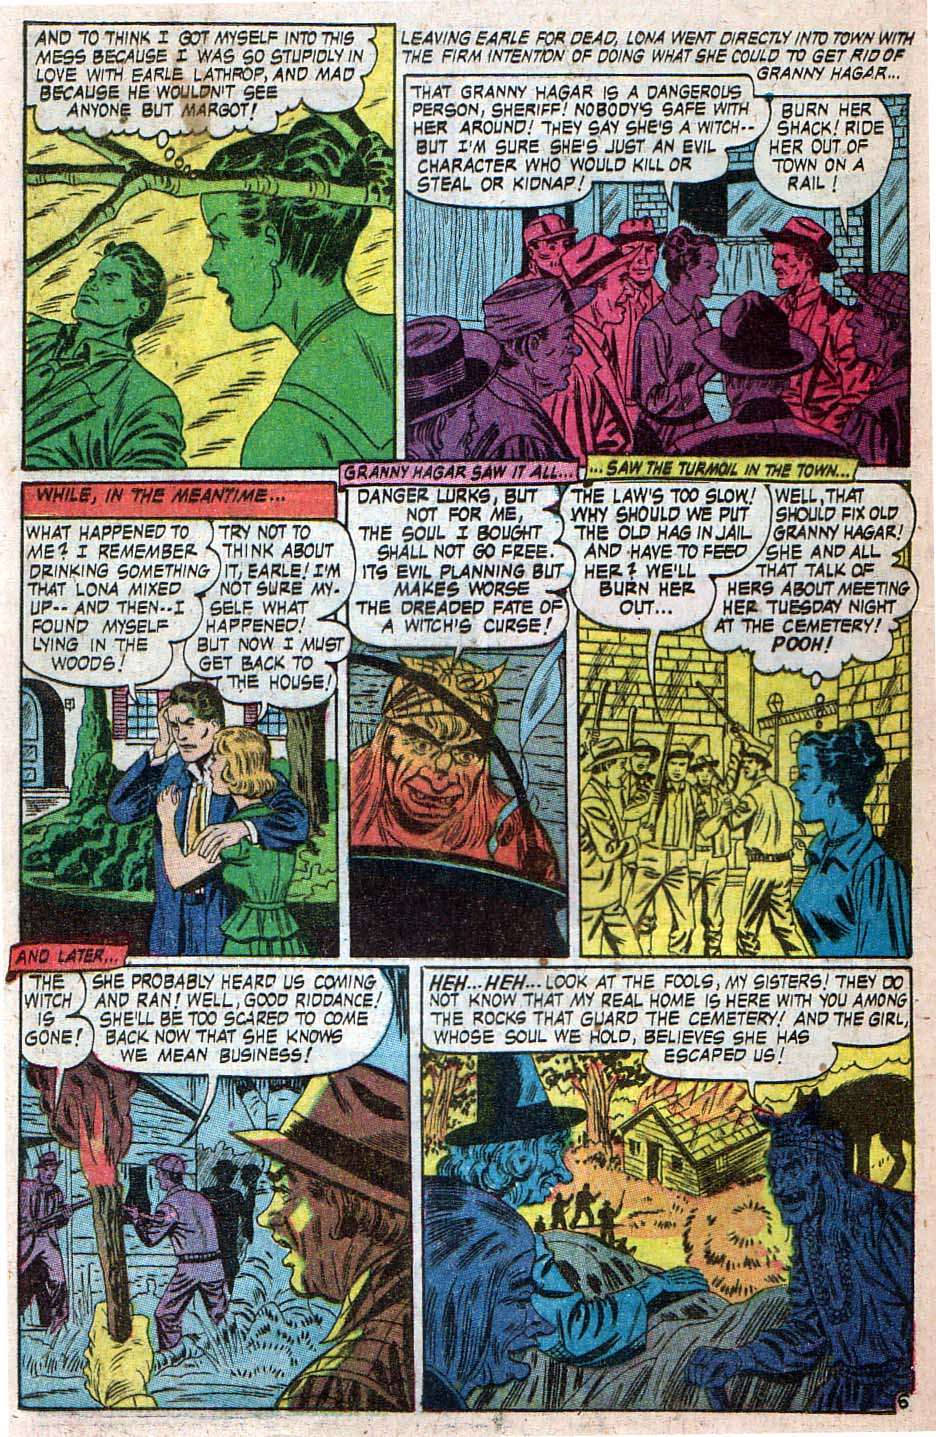 AND TO THINK I GOT MYSELF INTO THIS
MESS BECAUSE I WAS SO STUPIDLY IN
LOVE WITH EARLE LATHROP, AND MAD
BECAUSE HE WOULDN'T SEE
ANYONE BUT MARGOT!
LEAVING EARLE FOR DEAD, LONA WENT DIRECTLY INTO TOWN WITH
THE FIRM INTENTION OF DOING WHAT SHE COULD TO GET RID OF
GRANNY HAGAR...
THAT GRANNY HAGAR IS A DANGEROUS
PERSON, SHERIFF! NOBODY'S SAFE WITH
HER AROUND! THEY SAY SHE'S A WITCH--
BUT I'M SURE SHE'S JUST AN EVIL
CHARACTER WHO WOULD KILL OR
STEAL OR KIDNAP!
BURN HER
SHACK! RIDE
HER OUT OF
TOWN ON A
RAIL!
WHILE, IN THE MEANTIME...
WHAT HAPPENED TO
ME? I REMEMBER
DRINKING SOMETHING
THAT LONA MIXED
UP-- AND THEN--I
FOUND MYSELF
LYING IN THE
WOODS!
TRY NOT TO
THINK ABOUT
IT, EARLE! I'M
NOT SURE MY-
SELF WHAT
HAPPENED!
BUT NOW I MUST
GET BACK TO
THE HOUSE!
GRANNY HAGAR SAW IT ALL...
DANGER LURKS, BUT
NOT FOR ME,
THE SOUL I BOUGHT
SHALL NOT GO FREE.
ITS EVIL PLANNING BUT
MAKES WORSE
THE DREADED FATE OF
A WITCH'S CURSE!
...SAW THE TURMOIL IN THE TOWN...
THE LAW'S TOO SLOW!
WHY SHOULD WE PUT
THE OLD HAG IN JAIL
AND HAVE TO FEED
HER? WE'LL
BURN HER
OUT...
WELL, THAT
SHOULD FIX OLD
GRANNY HAGAR!
SHE AND ALL
THAT TALK OF
HERS ABOUT MEETING
HER TUESDAY NIGHT
AT THE CEMETERY!
POOH!
AND LATER...
THE
WITCH
IS
GONE!
SHE PROBABLY HEARD US COMING
AND RAN! WELL, GOOD RIDDANCE!
SHE'LL BE TOO SCARED TO COME
BACK NOW THAT SHE KNOWS
WE MEAN BUSINESS!
HEH...HEH...LOOK AT THE FOOLS, MY SISTERS! THEY DO
NOT KNOW THAT MY REAL HOME IS HERE WITH YOU AMONG
THE ROCKS THAT GUARD THE CEMETERY! AND THE GIRL,
WHOSE SOUL WE HOLD, BELIEVES SHE HAS
ESCAPED US!
6